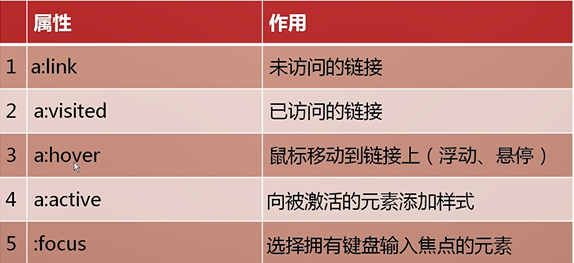 属性 作用
1 a:link 未访问的链接
2 a:visited 已访问的链接
3 a:hover 鼠标移动到链接上（浮动、悬停）
4 a:active 向被激活的元素添加样式
5 :focus 选择拥有键盘输入焦点的元素